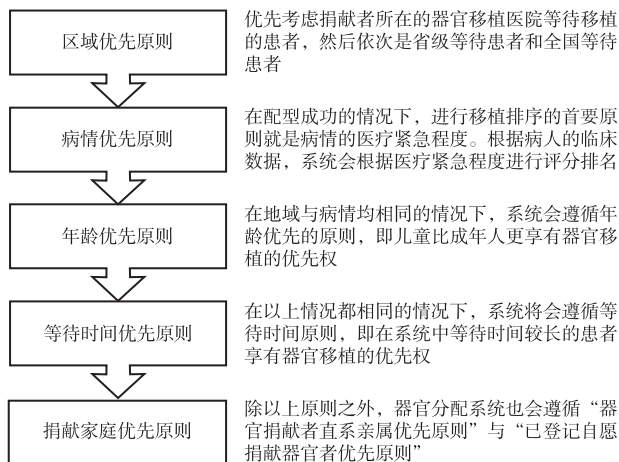 区域优先原则
优先考虑捐献者所在的器官移植医院等待移植
的患者，然后依次是省级等待患者和全国等待
患者
病情优先原则
在配型成功的情况下，进行移植排序的首要原
则就是病情的医疗紧急程度。根据病人的临床
数据，系统会根据医疗紧急程度进行评分排名
年龄优先原则
在地域与病情均相同的情况下，系统会遵循年
龄优先的原则，即儿童比成年人更享有器官移
植的优先权
等待时间优先原则
在以上情况都相同的情况下，系统将会遵循等
待时间原则，即在系统中等待时间较长的患者
享有器官移植的优先权
捐献家庭优先原则
除以上原则之外，器官分配系统也会遵循“器
官捐献者直系亲属优先原则”与“已登记自愿
捐献器官者优先原则”